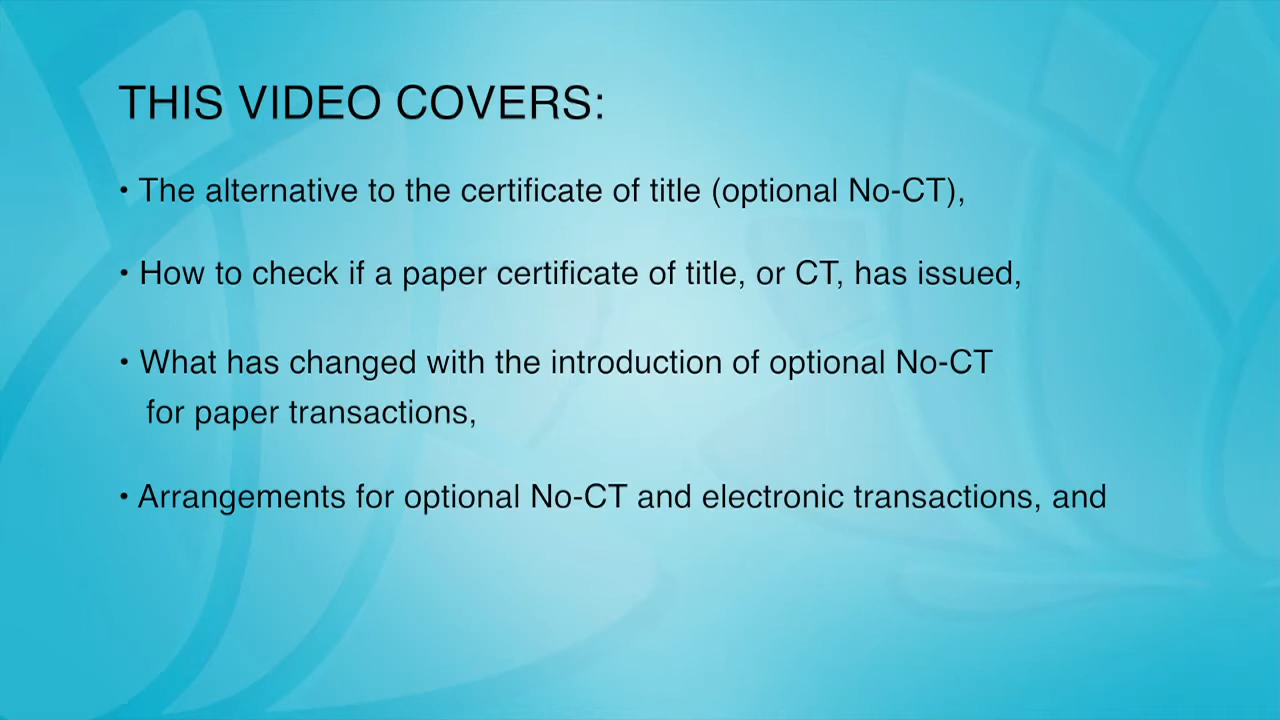 THIS VIDEO COVERS:
• The alternative to the certificate of title (optional No-CT),
• How to check if a paper certificate of title, or CT, has issued,
• What has changed with the introduction of optional No-CT
for paper transactions,
• Arrangements for optional No-CT and electronic transactions, and